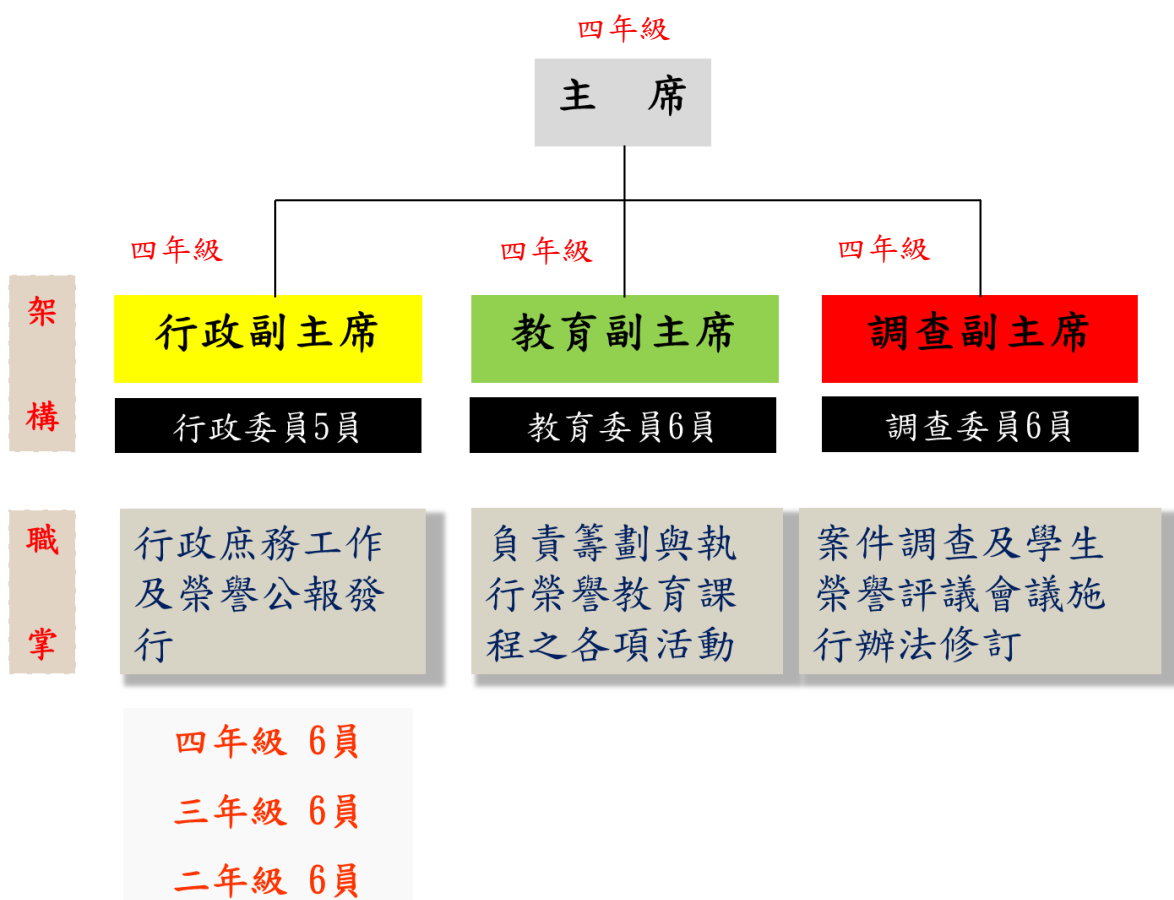 四年級
主 席
四年級
四年級
四年級
架構
行政副主席
教育副主席
調查副主席
行政委員5員
教育委員6員
調查委員6員
職掌
行政庶務工作
及榮譽公報發
行
負責籌劃與執
行榮譽教育課
程之各項活動
案件調查及學生
榮譽評議會議施
行辦法修訂
四年級 6員
三年級 6員
二年級 6員